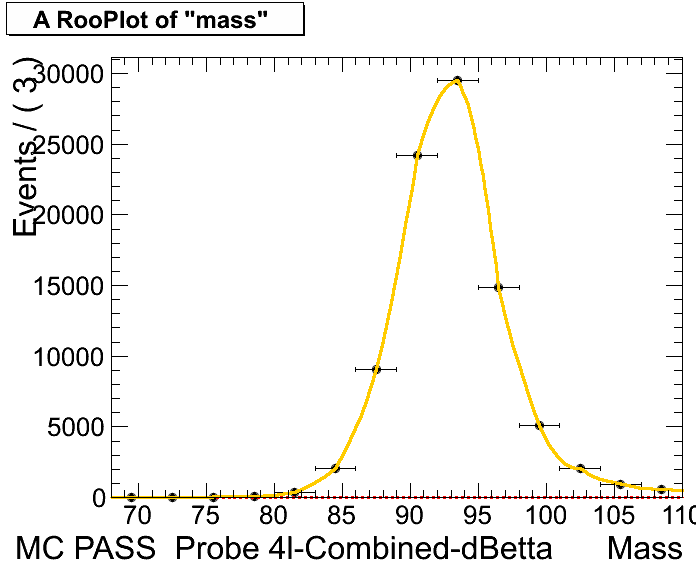 A RooPlot of "mass"
Events / ( 3 )
30000
25000
20000
15000
10000
5000
0
70 75 80 85 90 95 100 105 110
MC PASS Probe 4l-Combined-dBetta Mass